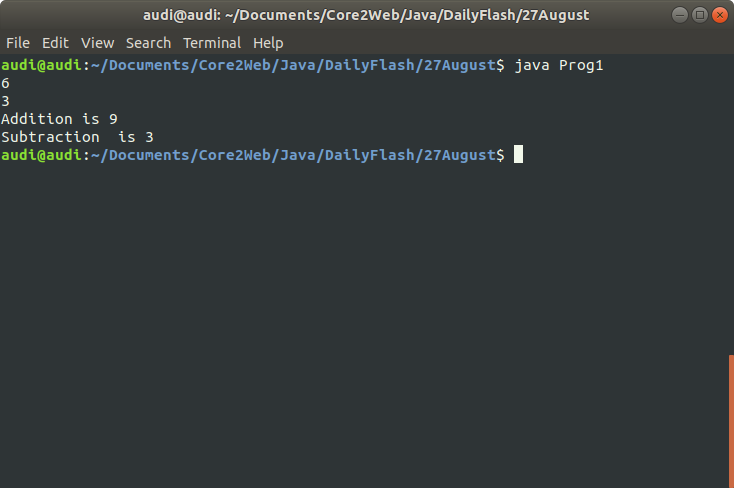 audi@audi: ~/Documents/Core2Web/Java/DailyFlash/27August
File Edit View Search Terminal Help
audi@audi:~/Documents/Core2Web/Java/DailyFlash/27August$ java Prog1
6
3
Addition is 9
Subtraction  is 3
audi@audi:~/Documents/Core2Web/Java/DailyFlash/27August$